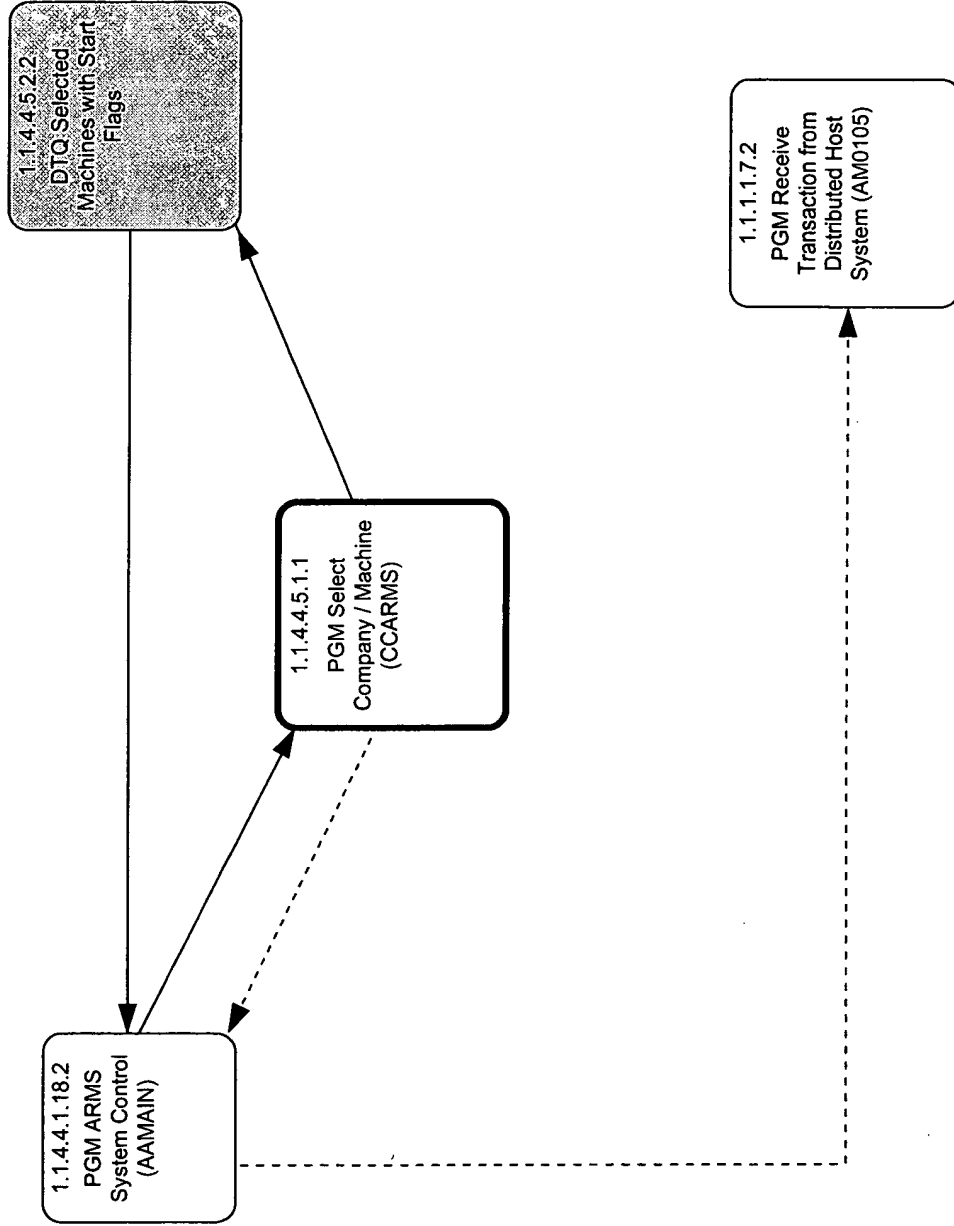 1.1.4.4.1.18.2
PGM ARMS
System Control
(AAMAIN)
1.1.4.4.5.1.1
PGM Select
Company / Machine
(CCARMS)
1.1.4.4.5.2.2
DTQ Selected
Machines with Start
Flags
1.1.1.1.7.2
PGM Receive
Transaction from
Distributed Host
System (AM0105)